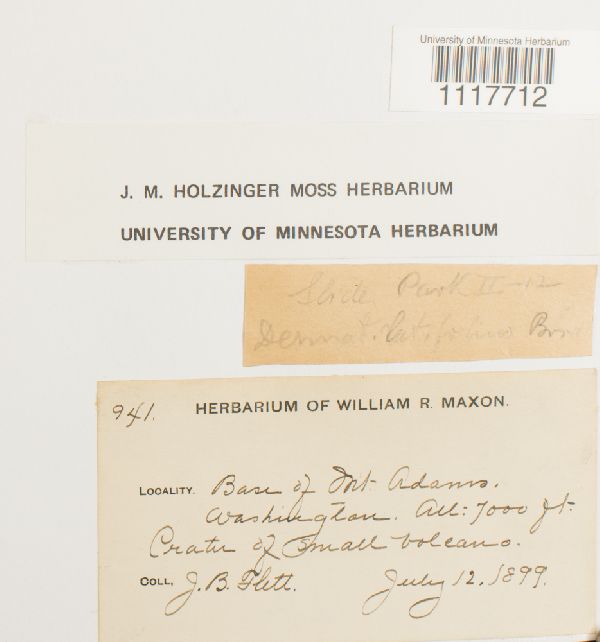 University of Minnesota Herbarium
1117712
J. M. HOLZINGER MOSS HERBARIUM
UNIVERSITY OF MINNESOTA HERBARIUM
Slide Park II-12
Dermat.
941. HERBARIUM OF WILLIAM R. MAXON.
LOCALITY. Base of Mt. Adams.
Washington. Alt: 7000 ft.
Crater of small volcano.
COLL. J. B. Flett. July 12. 1899.